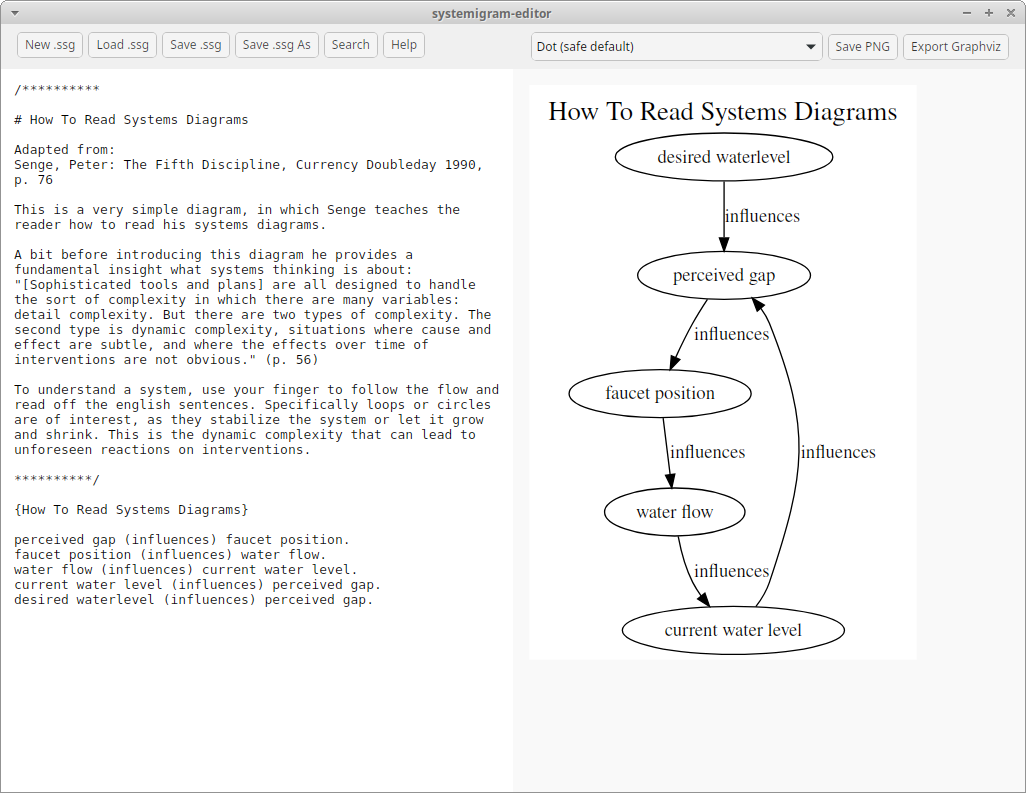 systemigram-editor
New .ssg
Load .ssg
Save .ssg
Save .ssg As
Search
Help
Dot (safe default)
Save PNG
Export Graphviz
/**********
# How To Read Systems Diagrams
Adapted from:
Senge, Peter: The Fifth Discipline, Currency Doubleday 1990,
p. 76
This is a very simple diagram, in which Senge teaches the
reader how to read his systems diagrams.
A bit before introducing this diagram he provides a
fundamental insight what systems thinking is about:
"[Sophisticated tools and plans] are all designed to handle
the sort of complexity in which there are many variables:
detail complexity. But there are two types of complexity. The
second type is dynamic complexity, situations where cause and
effect are subtle, and where the effects over time of
interventions are not obvious." (p. 56)
To understand a system, use your finger to follow the flow and
read off the english sentences. Specifically loops or circles
are of interest, as they stabilize the system or let it grow
and shrink. This is the dynamic complexity that can lead to
unforeseen reactions on interventions.
**********/
{How To Read Systems Diagrams}
perceived gap (influences) faucet position.
faucet position (influences) water flow.
water flow (influences) current water level.
current water level (influences) perceived gap.
desired waterlevel (influences) perceived gap.
How To Read Systems Diagrams
desired waterlevel
influences
perceived gap
influences
faucet position
influences
influences
water flow
influences
current water level